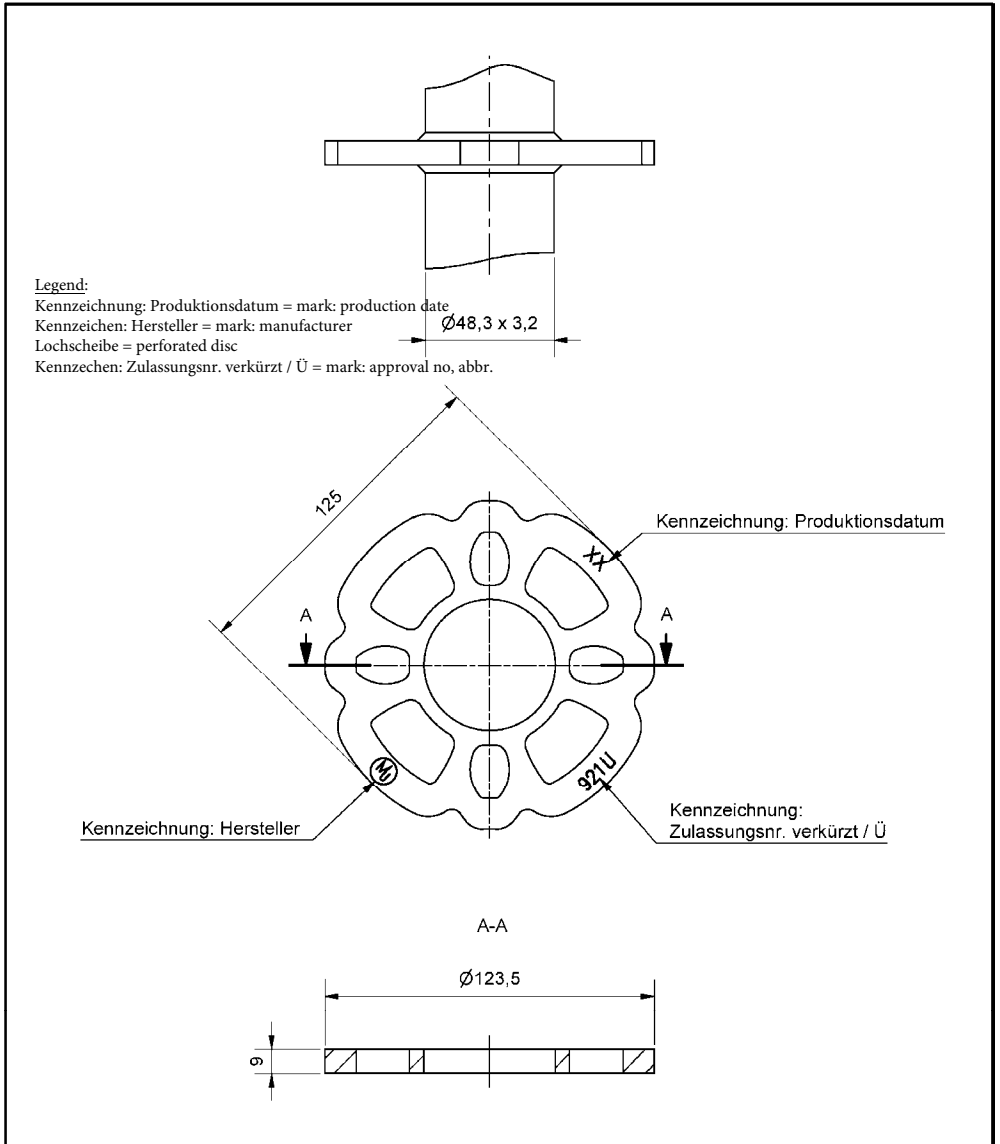 Legend:
Kennzeichnung: Produktionsdatum = mark: production date
Kennzeichen: Hersteller = mark: manufacturer
Lochscheibe = perforated disc
Kennzechen: Zulassungsnr. verkürzt / Ü = mark: approval no, abbr.
Ø48,3 x 3,2
125
Kennzeichnung: Produktionsdatum
XX
A
A
MJ
921U
Kennzeichnung: Hersteller
Kennzeichnung:
Zulassungsnr. verkürzt / Ü
A-A
Ø123,5
9